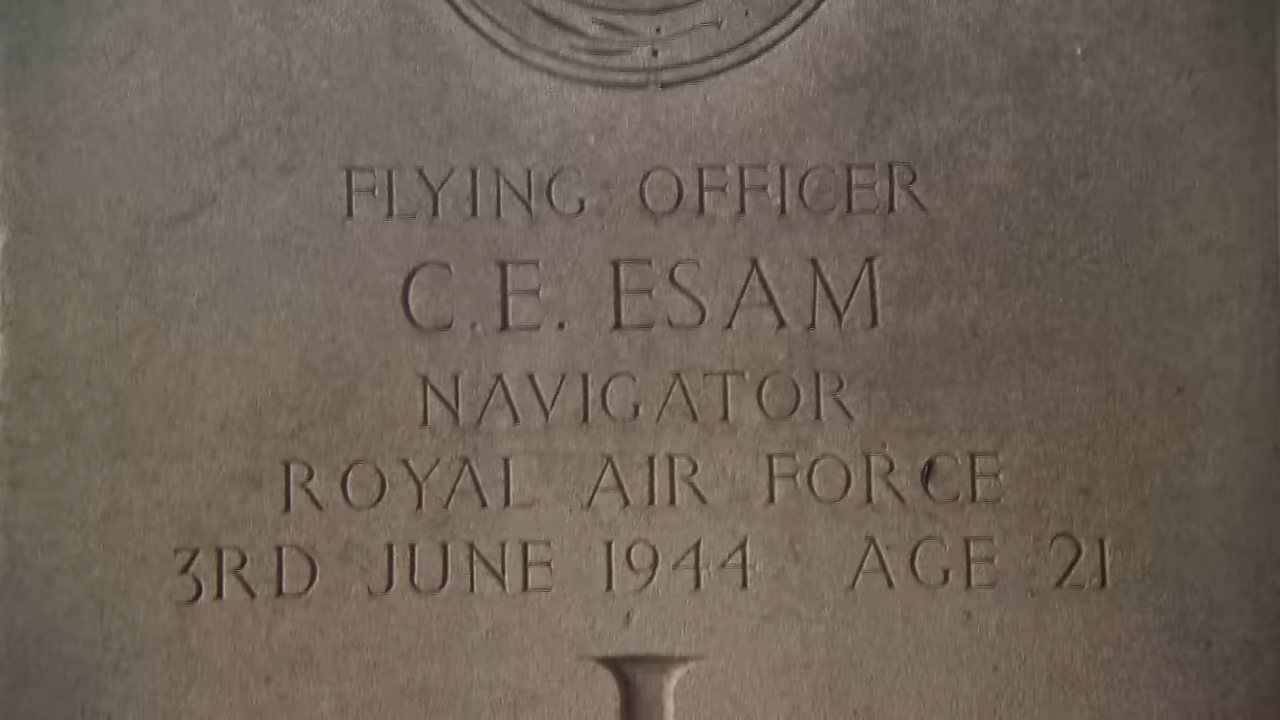 FLYING OFFICER
C.E. ESAM
NAVIGATOR
ROYAL AIR FORCE
3RD JUNE 1944 AGE 21